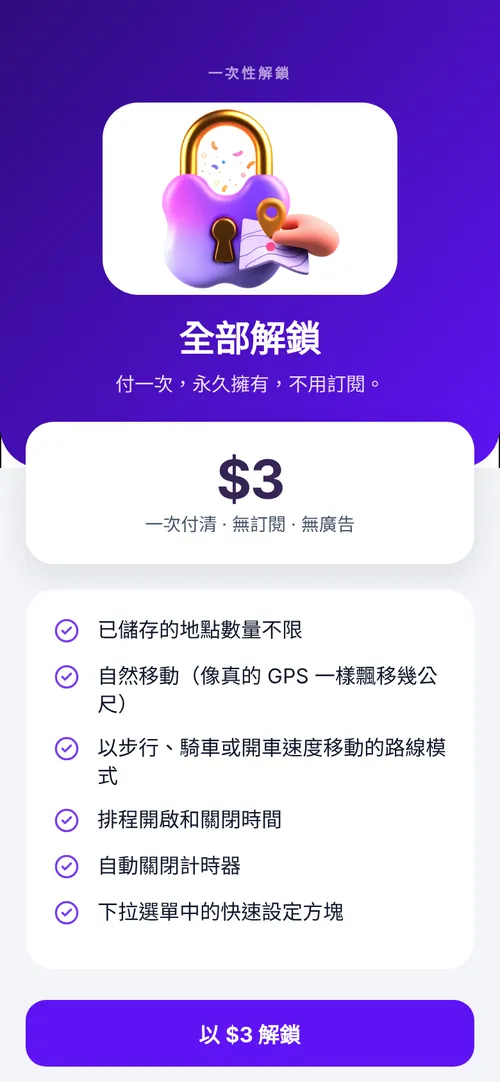 一次性解鎖
全部解鎖
付一次，永久擁有，不用訂閱。
$3
一次付清 · 無訂閱 · 無廣告
已儲存的地點數量不限
自然移動（像真的 GPS 一樣飄移幾公
尺）
以步行、騎車或開車速度移動的路線模
式
排程開啟和關閉時間
自動關閉計時器
下拉選單中的快速設定方塊
以 $3 解鎖